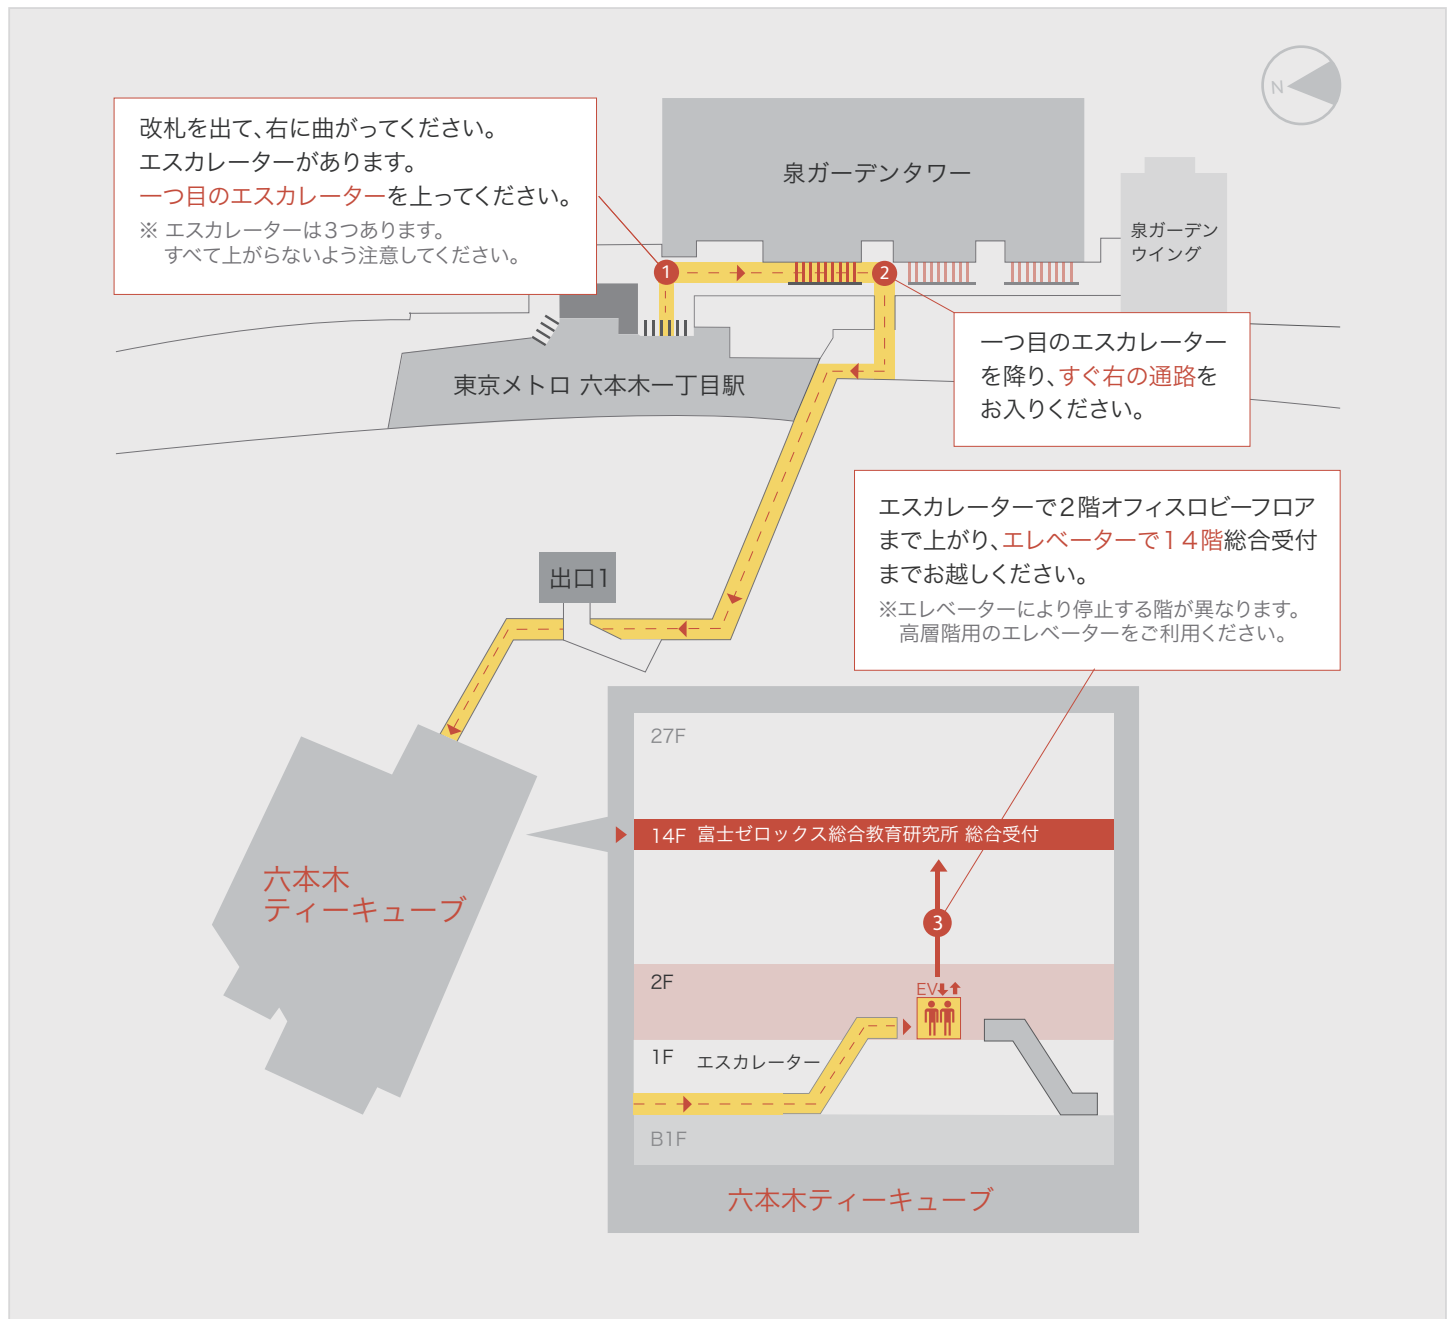 N
改札を出て、右に曲がってください。
エスカレーターがあります。
一つ目のエスカレーターを上ってください。
※ エスカレーターは３つあります。
すべて上がらないよう注意してください。
泉ガーデンタワー
泉ガーデン
ウイング
1
2
東京メトロ 六本木一丁目駅
一つ目のエスカレーター
を降り、すぐ右の通路を
お入りください。
エスカレーターで２階オフィスロビーフロア
まで上がり、エレベーターで１４階総合受付
までお越しください。
※エレベーターにより停止する階が異なります。
高層階用のエレベーターをご利用ください。
出口1
六本木
ティーキューブ
27F
14F 富士ゼロックス総合教育研究所 総合受付
3
2F
EV
1F エスカレーター
B1F
六本木ティーキューブ